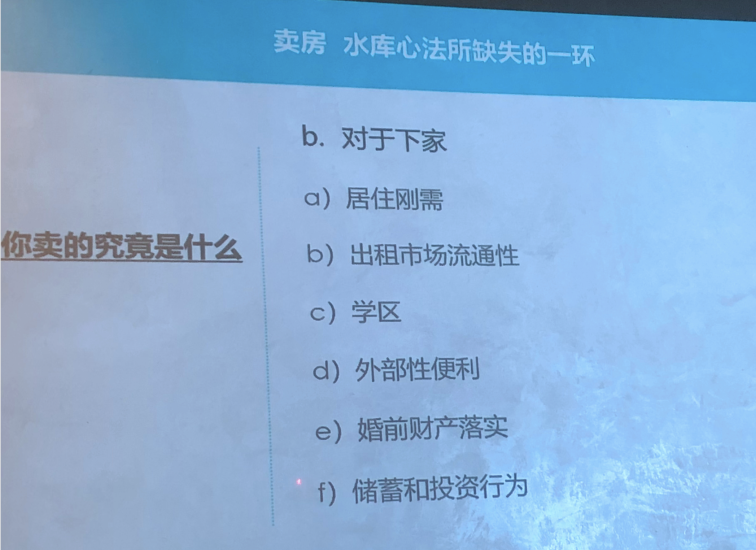 卖房 水库心法所缺失的一环
你卖的究竟是什么
b. 对于下家
a）居住刚需
b）出租市场流通性
c）学区
d）外部性便利
e）婚前财产落实
f）储蓄和投资行为